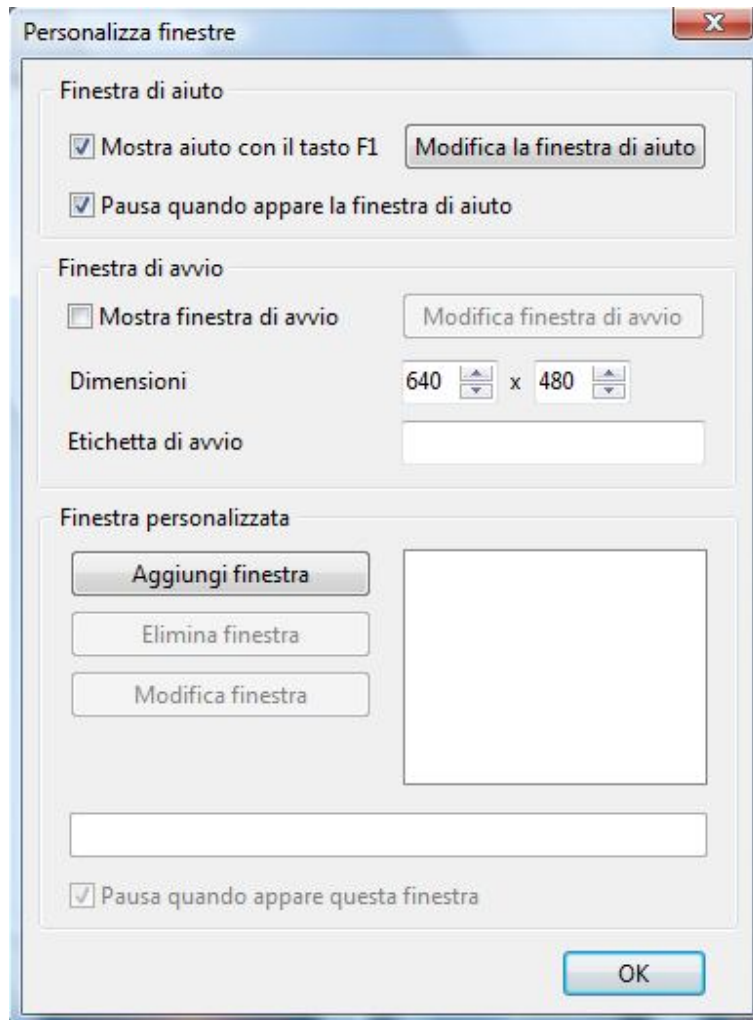 Personalizza finestre
Finestra di aiuto
Mostra aiuto con il tasto F1 Modifica la finestra di aiuto
Pausa quando appare la finestra di aiuto
Finestra di avvio
Mostra finestra di avvio Modifica finestra di avvio
Dimensioni 640 x 480
Etichetta di avvio
Finestra personalizzata
Aggiungi finestra
Elimina finestra
Modifica finestra
Pausa quando appare questa finestra
OK